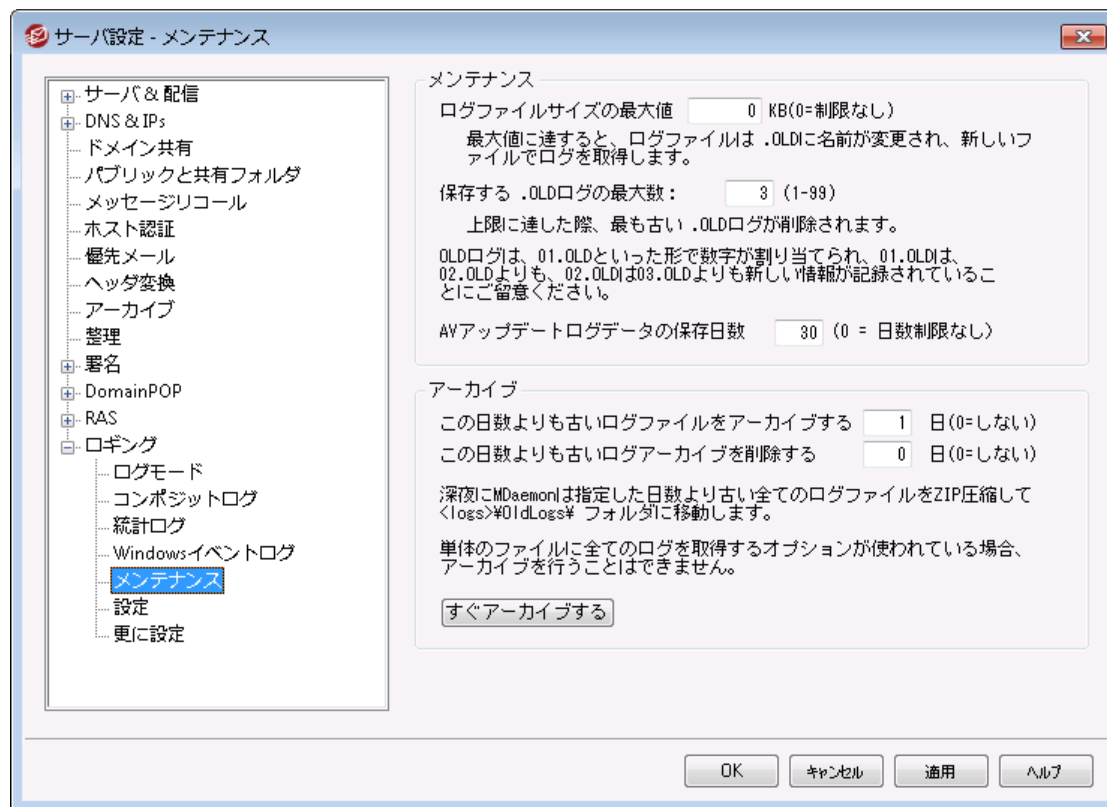 サーバ設定 - メンテナンス
サーバ & 配信
DNS & IPs
ドメイン共有
パブリックと共有フォルダ
メッセージリコール
ホスト認証
優先メール
ヘッダ変換
アーカイブ
整理
署名
DomainPOP
RAS
ロギング
ログモード
コンポジットログ
統計ログ
Windowsイベントログ
メンテナンス
設定
更に設定
メンテナンス
ログファイルサイズの最大値 0 KB(0=制限なし)
最大値に達すると、ログファイルは .OLDに名前が変更され、新しいフ
ァイルでログを取得します。
保存する .OLDログの最大数: 3 (1-99)
上限に達した際、最も古い .OLDログが削除されます。
OLDログは、01.OLDといった形で数字が割り当てられ、01.OLDは、
02.OLDよりも、02.OLDは03.OLDよりも新しい情報が記録されているこ
とにご留意ください。
AVアップデートログデータの保存日数 30 (0 = 日数制限なし)
アーカイブ
この日数よりも古いログファイルをアーカイブする 1 日(0=しない)
この日数よりも古いログアーカイブを削除する 0 日(0=しない)
深夜にMDaemonは指定した日数より古い全てのログファイルをZIP圧縮して
<logs>¥OldLogs¥ フォルダに移動します。
単体のファイルに全てのログを取得するオプションが使われている場合、
アーカイブを行うことはできません。
すぐアーカイブする
OK キャンセル 適用 ヘルプ